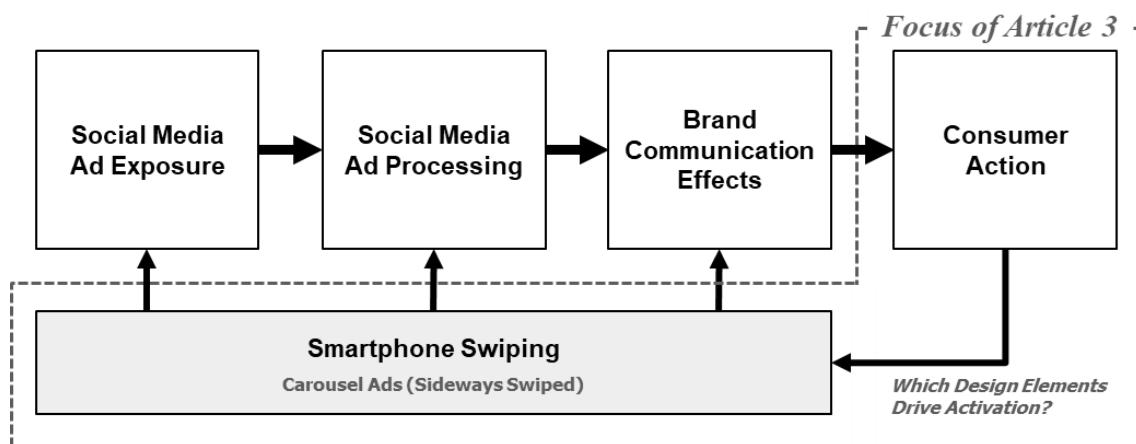 Focus of Article 3
Social Media
Ad Exposure
Social Media
Ad Processing
Brand
Communication
Effects
Consumer
Action
Smartphone Swiping
Carousel Ads (Sideways Swiped)
Which Design Elements
Drive Activation?